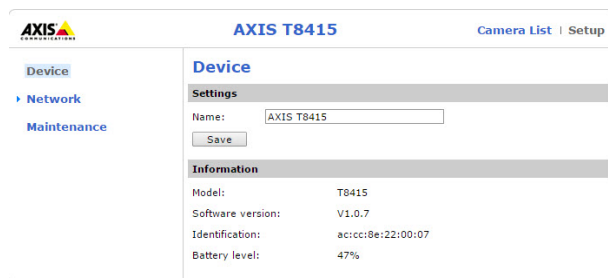 AXIS
COMMUNICATIONS
AXIS T8415
Camera List | Setup
Device
Network
Maintenance
Device
Settings
Name: AXIS T8415
Save
Information
Model: T8415
Software version: V1.0.7
Identification: ac:cc:8e:22:00:07
Battery level: 47%